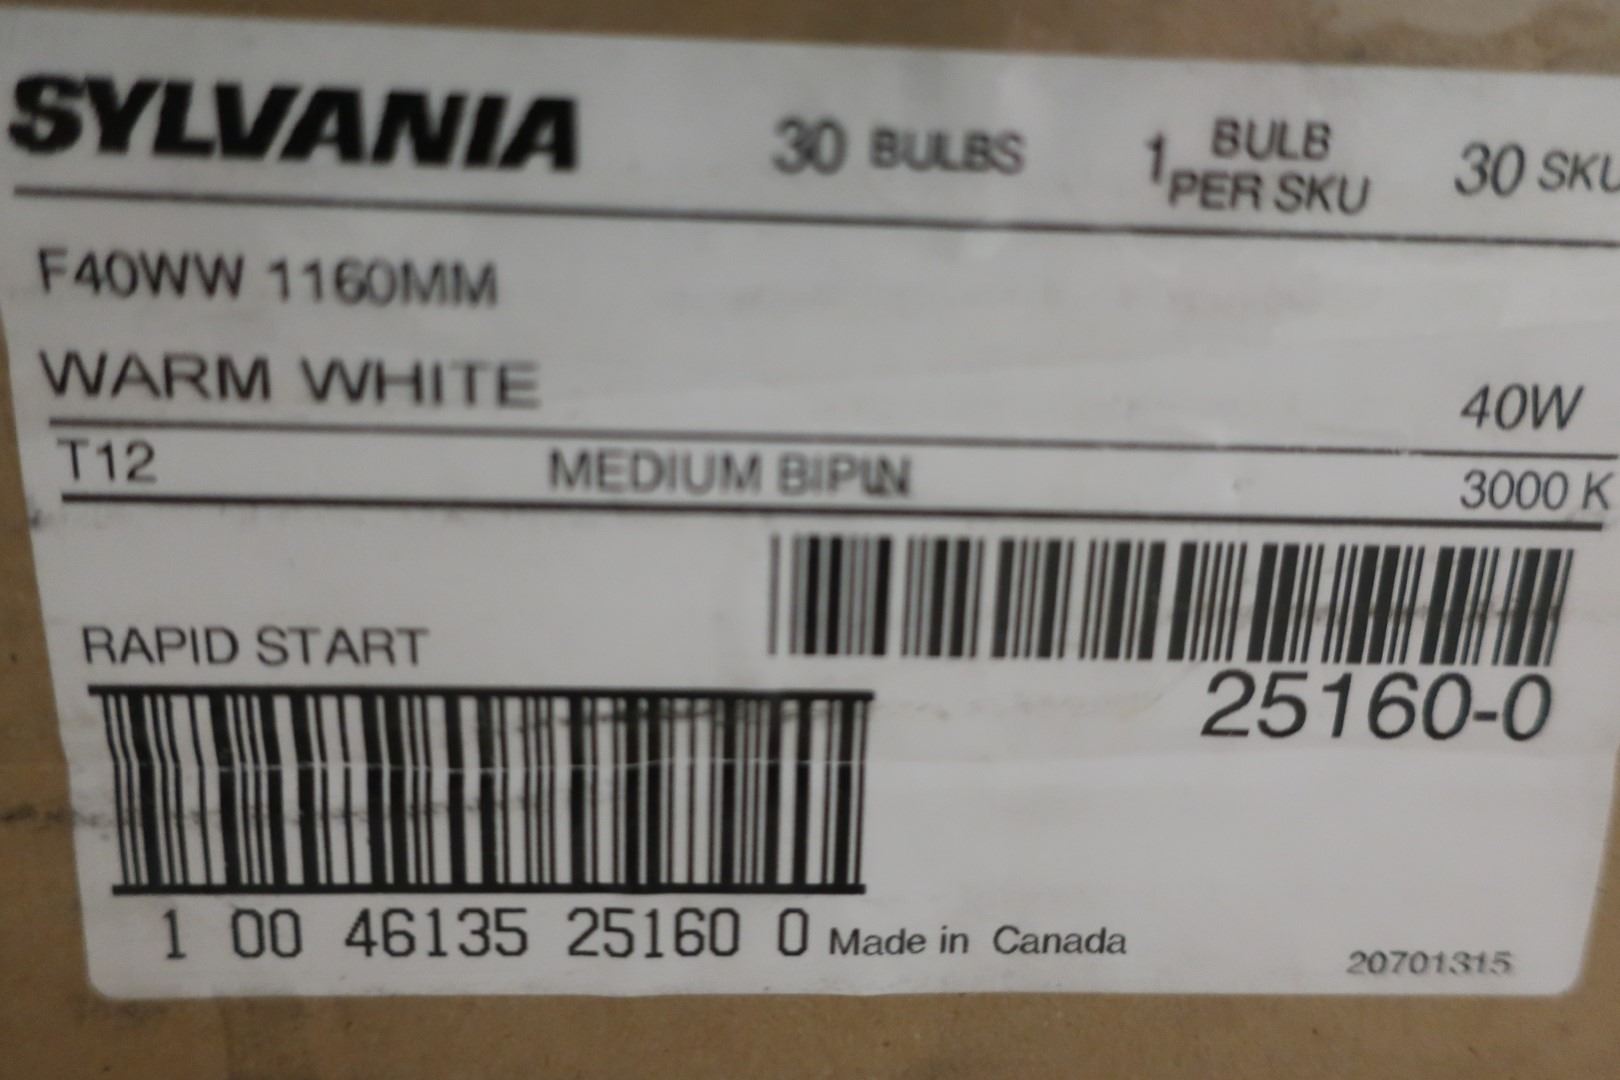 SYLVANIA 30 BULBS 1 BULB PER SKU 30 SKU
F40WW 1160MM
WARM WHITE 40W
T12 MEDIUM BIPIN 3000 K
RAPID START
25160-0
1 00 46135 25160 0 Made in Canada 20701315